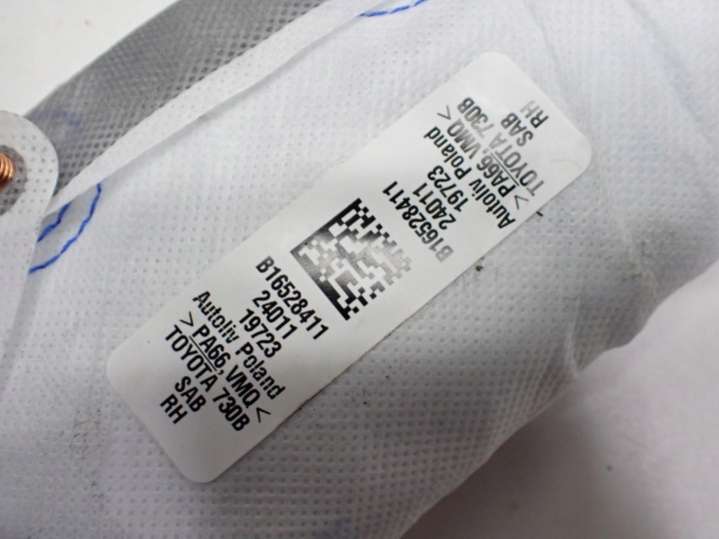 RH
SAB
TOYOTA 730B
> PA66, VMQ <
Autoliv Poland
19723
24011
B16528411
B16528411
24011
19723
Autoliv Poland
> PA66, VMQ <
TOYOTA 730B
SAB
RH